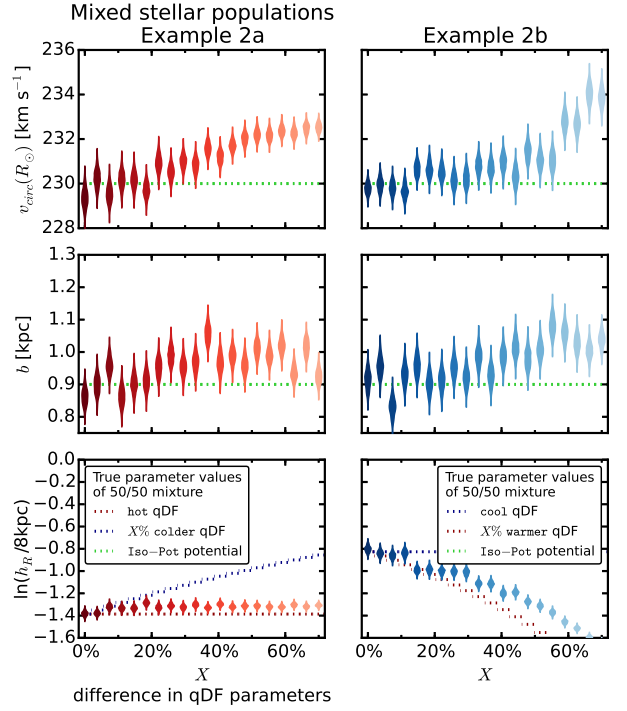 Mixed stellar populations
Example 2a
Example 2b
236
234
232
230
228
v_circ(R_⊙) [km s⁻¹]
1.3
1.2
1.1
1.0
0.9
0.8
b [kpc]
0.0
−0.2
−0.4
−0.6
−0.8
−1.0
−1.2
−1.4
−1.6
ln(h_R/8kpc)
True parameter values
of 50/50 mixture
hot qDF
X% colder qDF
Iso−Pot potential
True parameter values
of 50/50 mixture
cool qDF
X% warmer qDF
Iso−Pot potential
0% 20% 40% 60%
0% 20% 40% 60%
X
X
difference in qDF parameters